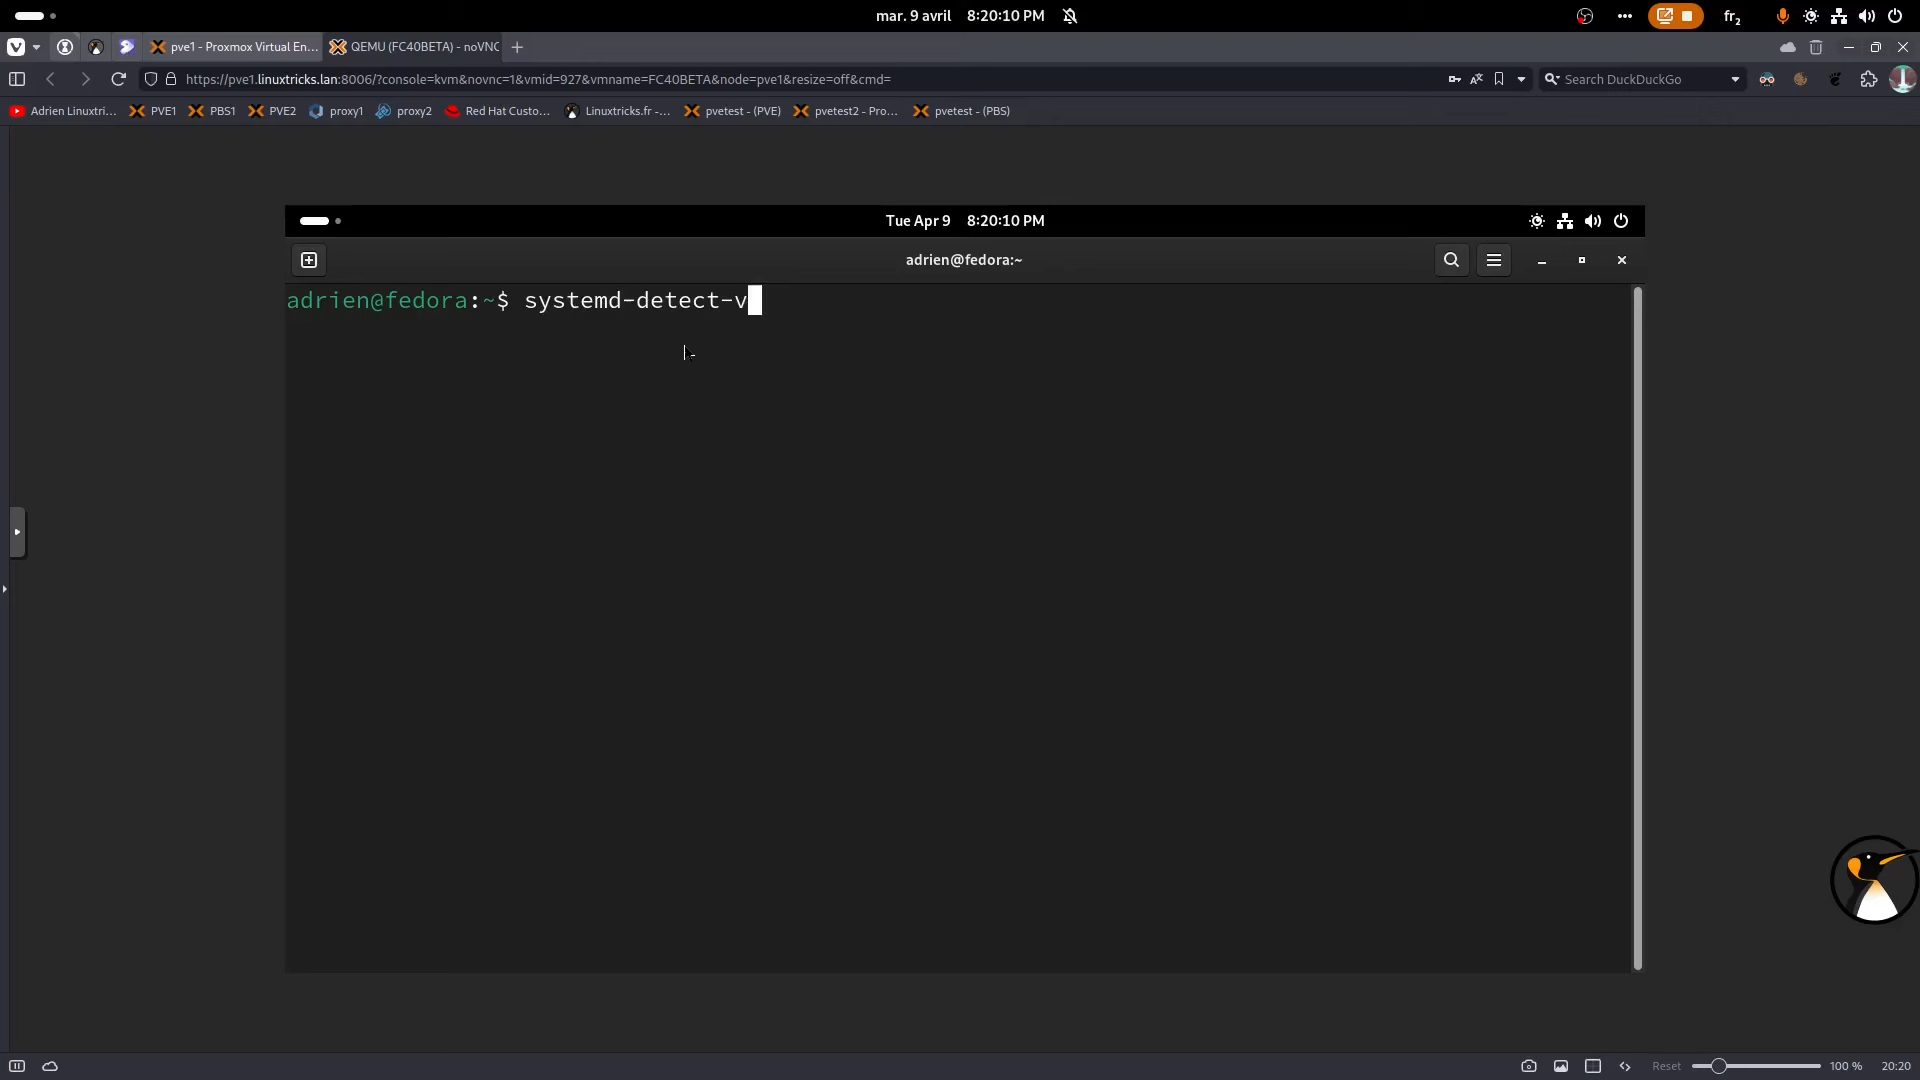 mar. 9 avril 8:20:10 PM
fr2
pve1 - Proxmox Virtual En...
QEMU (FC40BETA) - noVNC
https://pve1.linuxtricks.lan:8006/?console=kvm&novnc=1&vmid=927&vmname=FC40BETA&node=pve1&resize=off&cmd=
Search DuckDuckGo
Adrien Linuxtri... PVE1 PBS1 PVE2 proxy1 proxy2 Red Hat Custo... Linuxtricks.fr -... pvetest - (PVE) pvetest2 - Pro... pvetest - (PBS)
Tue Apr 9 8:20:10 PM
adrien@fedora:~
adrien@fedora:~$ systemd-detect-v
Reset 100 % 20:20